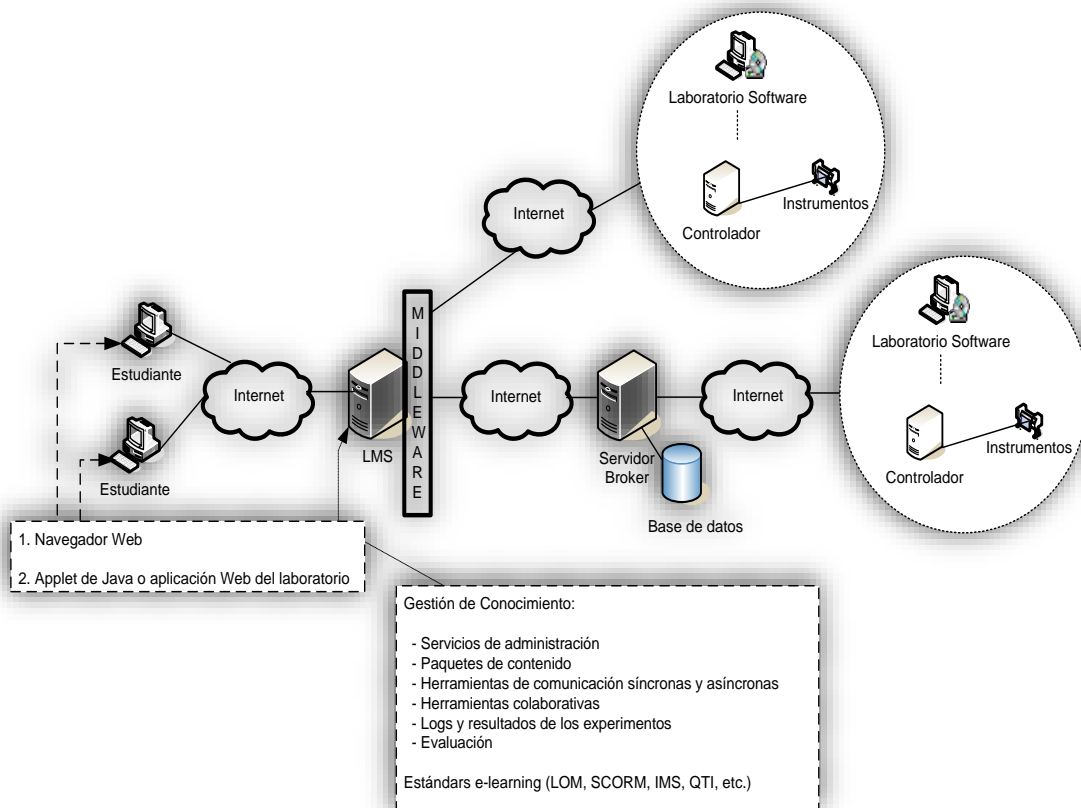 Laboratorio Software
Controlador
Instrumentos
Internet
Laboratorio Software
Controlador
Instrumentos
MIDDLEWARE
Estudiante
Estudiante
Internet
LMS
Internet
Servidor
Broker
Base de datos
Internet
1. Navegador Web
2. Applet de Java o aplicación Web del laboratorio
Gestión de Conocimiento:
- Servicios de administración
- Paquetes de contenido
- Herramientas de comunicación síncronas y asíncronas
- Herramientas colaborativas
- Logs y resultados de los experimentos
- Evaluación
Estándars e-learning (LOM, SCORM, IMS, QTI, etc.)